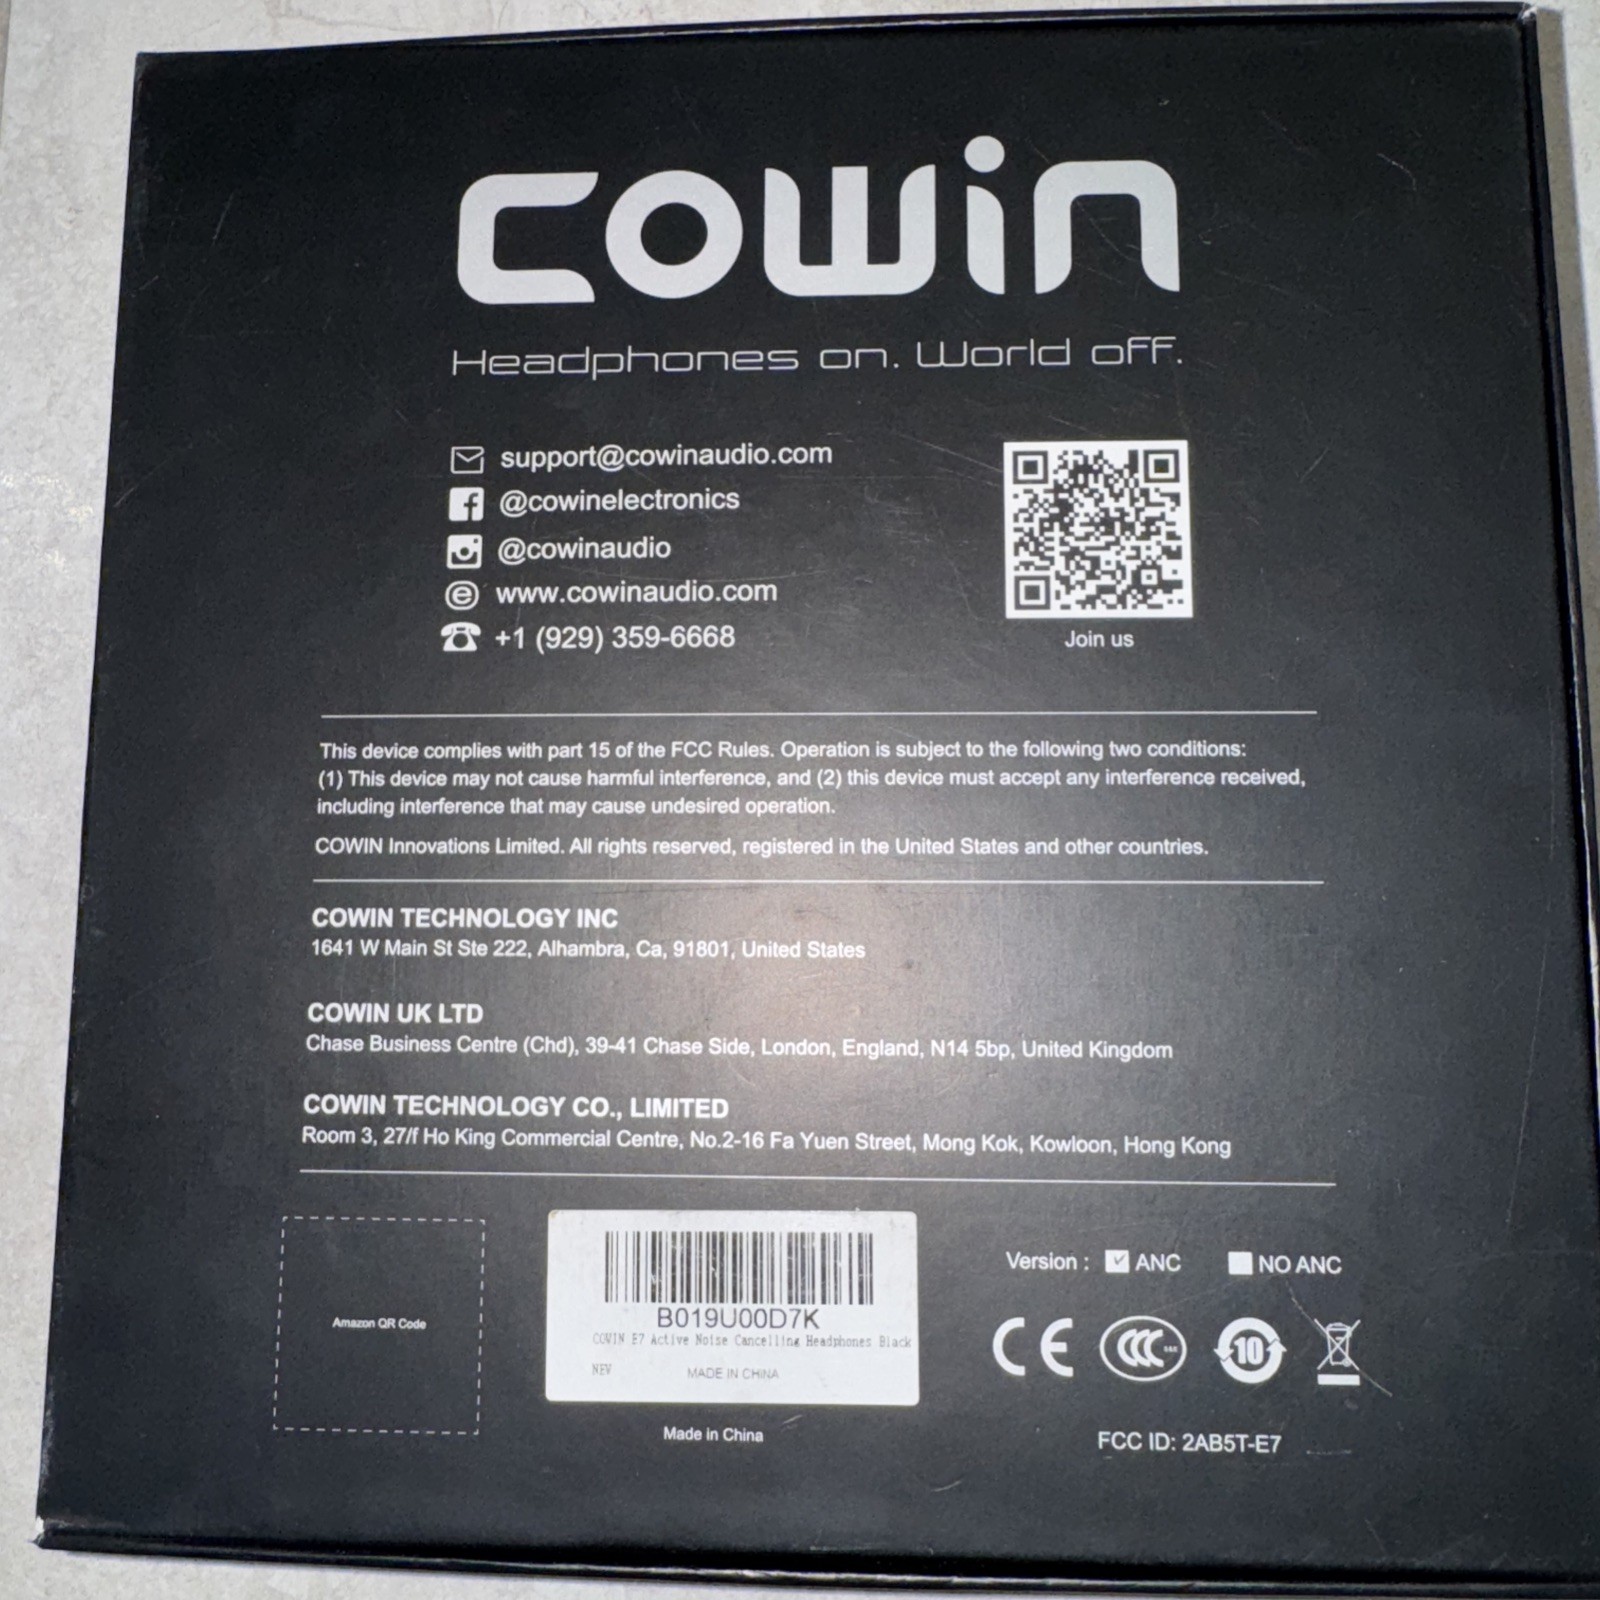 cowin
Headphones on. World off.
support@cowinaudio.com
@cowinelectronics
@cowinaudio
www.cowinaudio.com
+1 (929) 359-6668
Join us
This device complies with part 15 of the FCC Rules. Operation is subject to the following two conditions:
(1) This device may not cause harmful interference, and (2) this device must accept any interference received,
including interference that may cause undesired operation.
COWIN Innovations Limited. All rights reserved, registered in the United States and other countries.
COWIN TECHNOLOGY INC
1641 W Main St Ste 222, Alhambra, Ca, 91801, United States
COWIN UK LTD
Chase Business Centre (Chd), 39-41 Chase Side, London, England, N14 5bp, United Kingdom
COWIN TECHNOLOGY CO., LIMITED
Room 3, 27/f Ho King Commercial Centre, No.2-16 Fa Yuen Street, Mong Kok, Kowloon, Hong Kong
Amazon QR Code
B019U00D7K
COWIN E7 Active Noise Cancelling Headphones Black
NEW MADE IN CHINA
Made in China
Version : ANC NO ANC
CE CCC 10
FCC ID: 2AB5T-E7